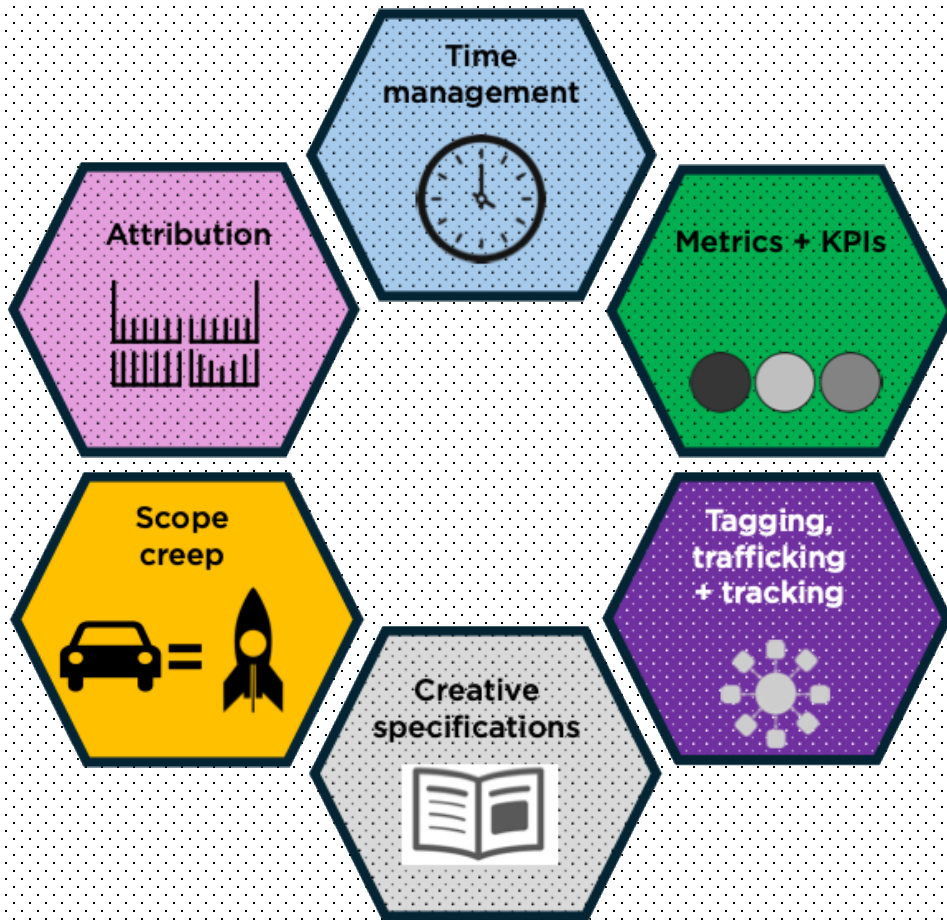 Time
management
Attribution
Metrics + KPIs
Scope
creep
Tagging,
trafficking
+ tracking
Creative
specifications